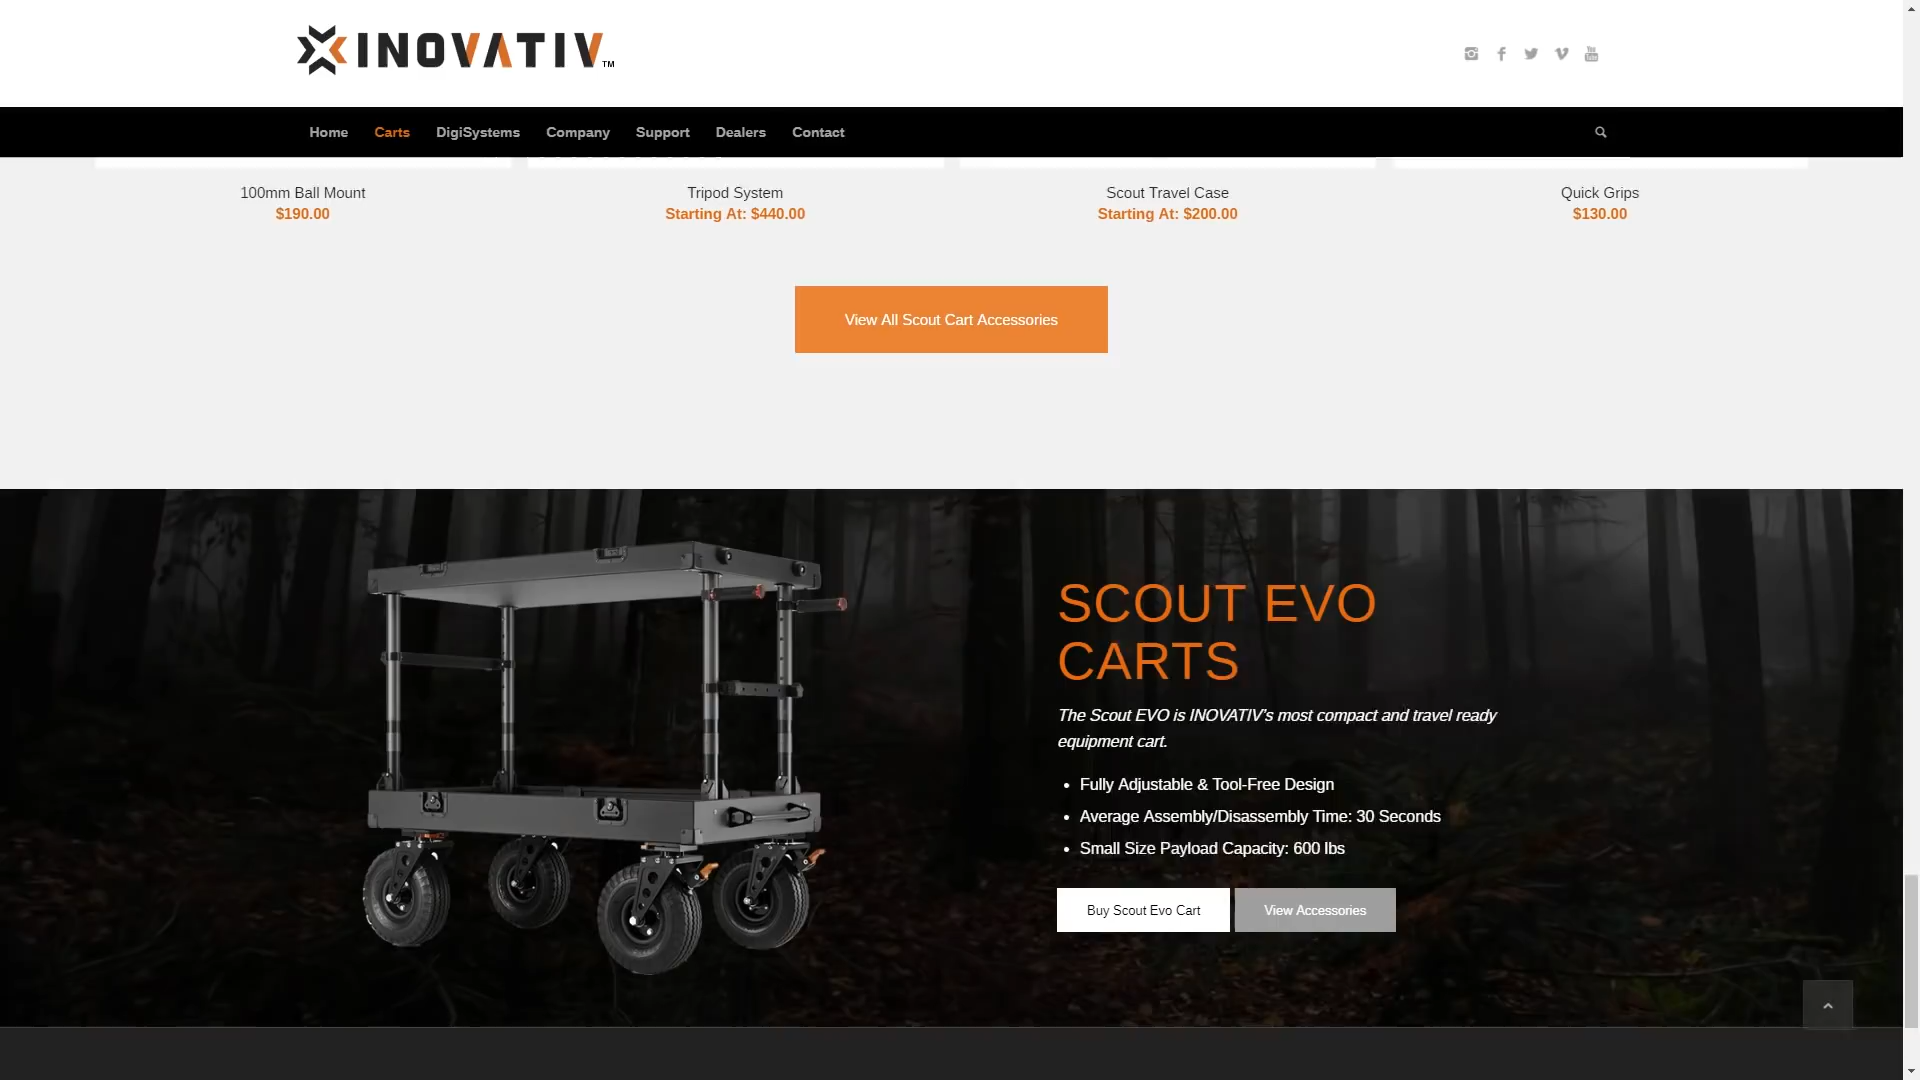 INOVATIV™
Home Carts DigiSystems Company Support Dealers Contact
100mm Ball Mount
$190.00
Tripod System
Starting At: $440.00
Scout Travel Case
Starting At: $200.00
Quick Grips
$130.00
View All Scout Cart Accessories
SCOUT EVO
CARTS
The Scout EVO is INOVATIV's most compact and travel ready
equipment cart.
• Fully Adjustable & Tool-Free Design
• Average Assembly/Disassembly Time: 30 Seconds
• Small Size Payload Capacity: 600 lbs
Buy Scout Evo Cart View Accessories